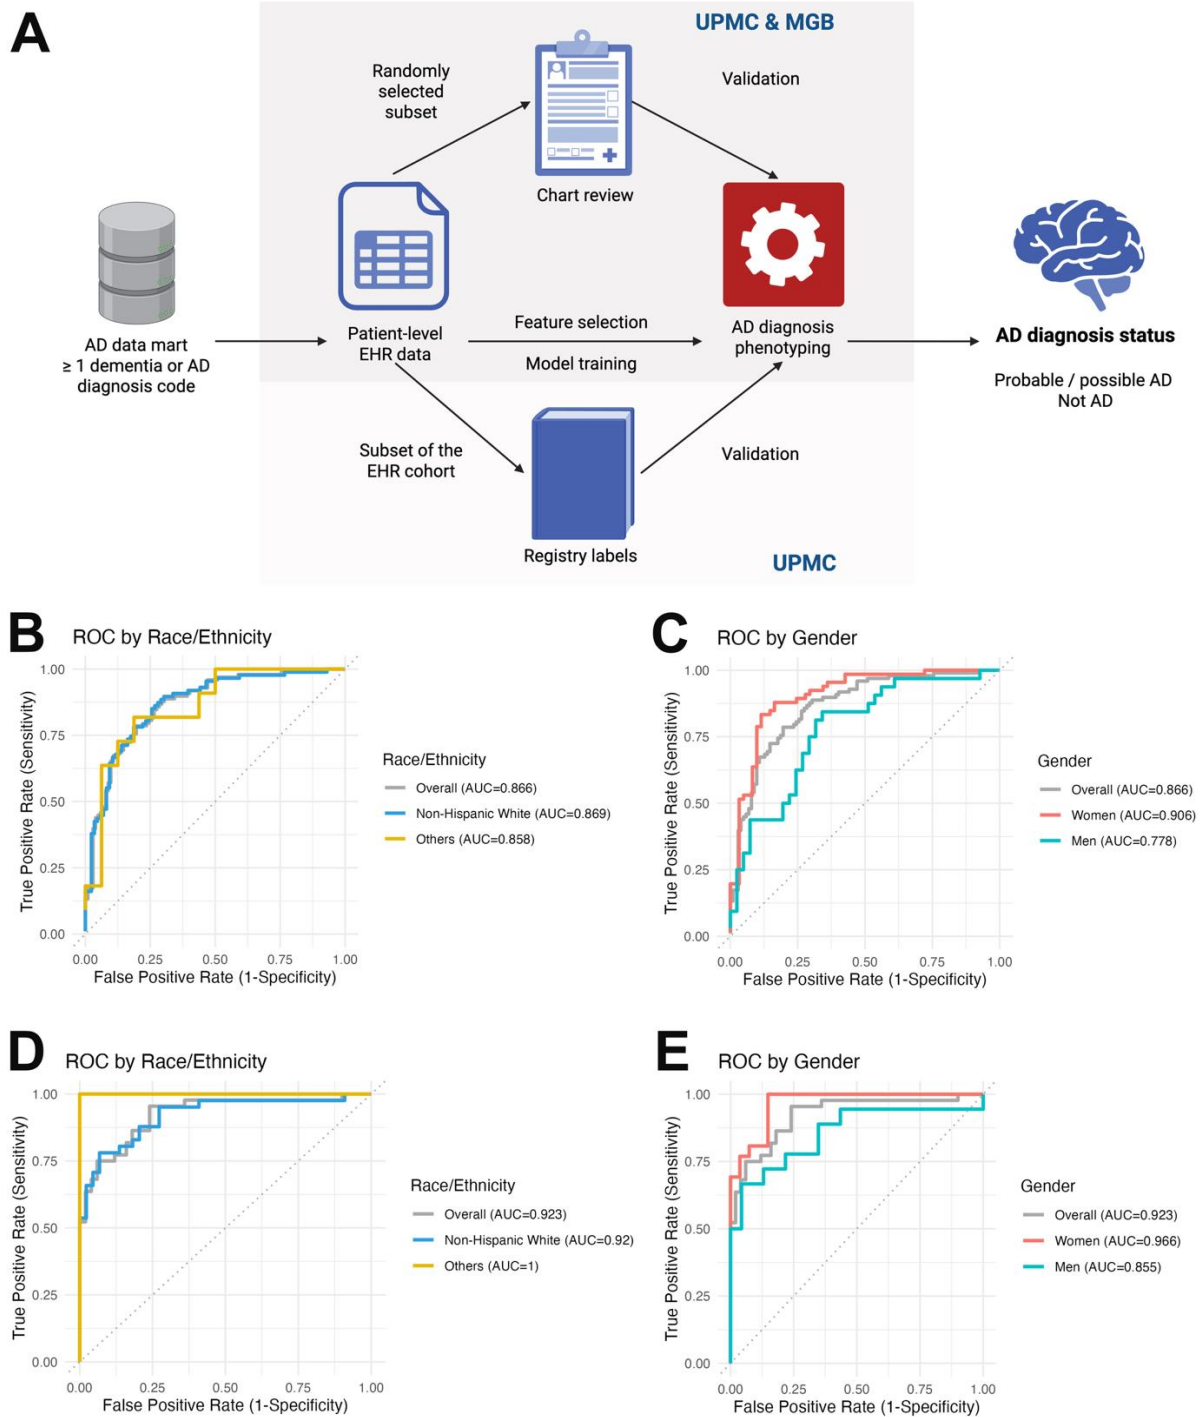 A
UPMC & MGB
Randomly
selected
subset
Validation
Chart review
AD data mart
≥ 1 dementia or AD
diagnosis code
Patient-level
EHR data
Feature selection
Model training
AD diagnosis
phenotyping
AD diagnosis status
Probable / possible AD
Not AD
Subset of the
EHR cohort
Validation
Registry labels
UPMC
B
ROC by Race/Ethnicity
True Positive Rate (Sensitivity)
1.00
0.75
0.50
0.25
0.00
0.00 0.25 0.50 0.75 1.00
False Positive Rate (1-Specificity)
Race/Ethnicity
Overall (AUC=0.866)
Non-Hispanic White (AUC=0.869)
Others (AUC=0.858)
C
ROC by Gender
True Positive Rate (Sensitivity)
1.00
0.75
0.50
0.25
0.00
0.00 0.25 0.50 0.75 1.00
False Positive Rate (1-Specificity)
Gender
Overall (AUC=0.866)
Women (AUC=0.906)
Men (AUC=0.778)
D
ROC by Race/Ethnicity
True Positive Rate (Sensitivity)
1.00
0.75
0.50
0.25
0.00
0.00 0.25 0.50 0.75 1.00
False Positive Rate (1-Specificity)
Race/Ethnicity
Overall (AUC=0.923)
Non-Hispanic White (AUC=0.92)
Others (AUC=1)
E
ROC by Gender
True Positive Rate (Sensitivity)
1.00
0.75
0.50
0.25
0.00
0.00 0.25 0.50 0.75 1.00
False Positive Rate (1-Specificity)
Gender
Overall (AUC=0.923)
Women (AUC=0.966)
Men (AUC=0.855)